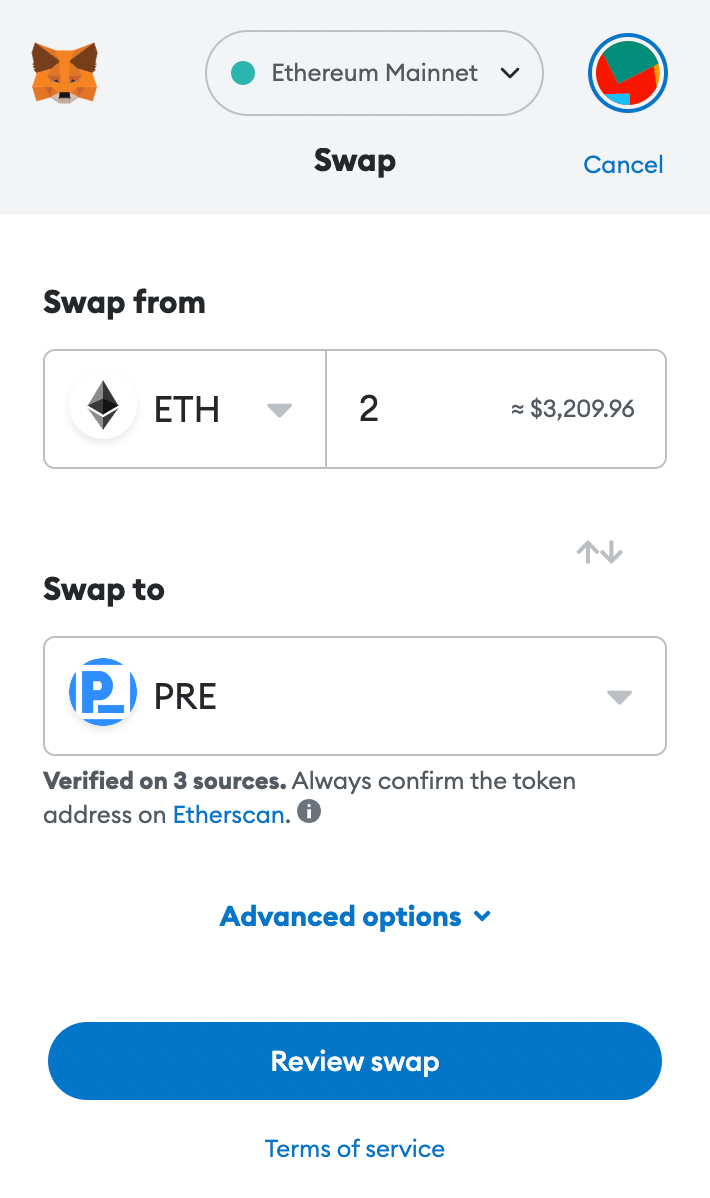 Ethereum Mainnet
Swap
Cancel
Swap from
ETH
2
≈ $3,209.96
Swap to
P_
PRE
Verified on 3 sources. Always confirm the token
address on Etherscan.
Advanced options
Review swap
Terms of service